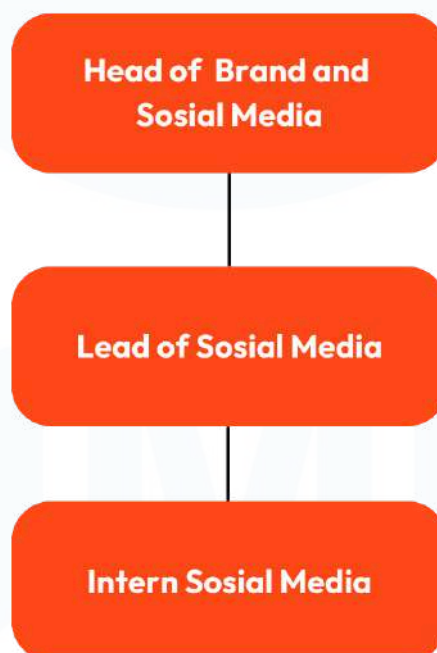 Head of Brand and
Sosial Media
Lead of Sosial Media
Intern Sosial Media